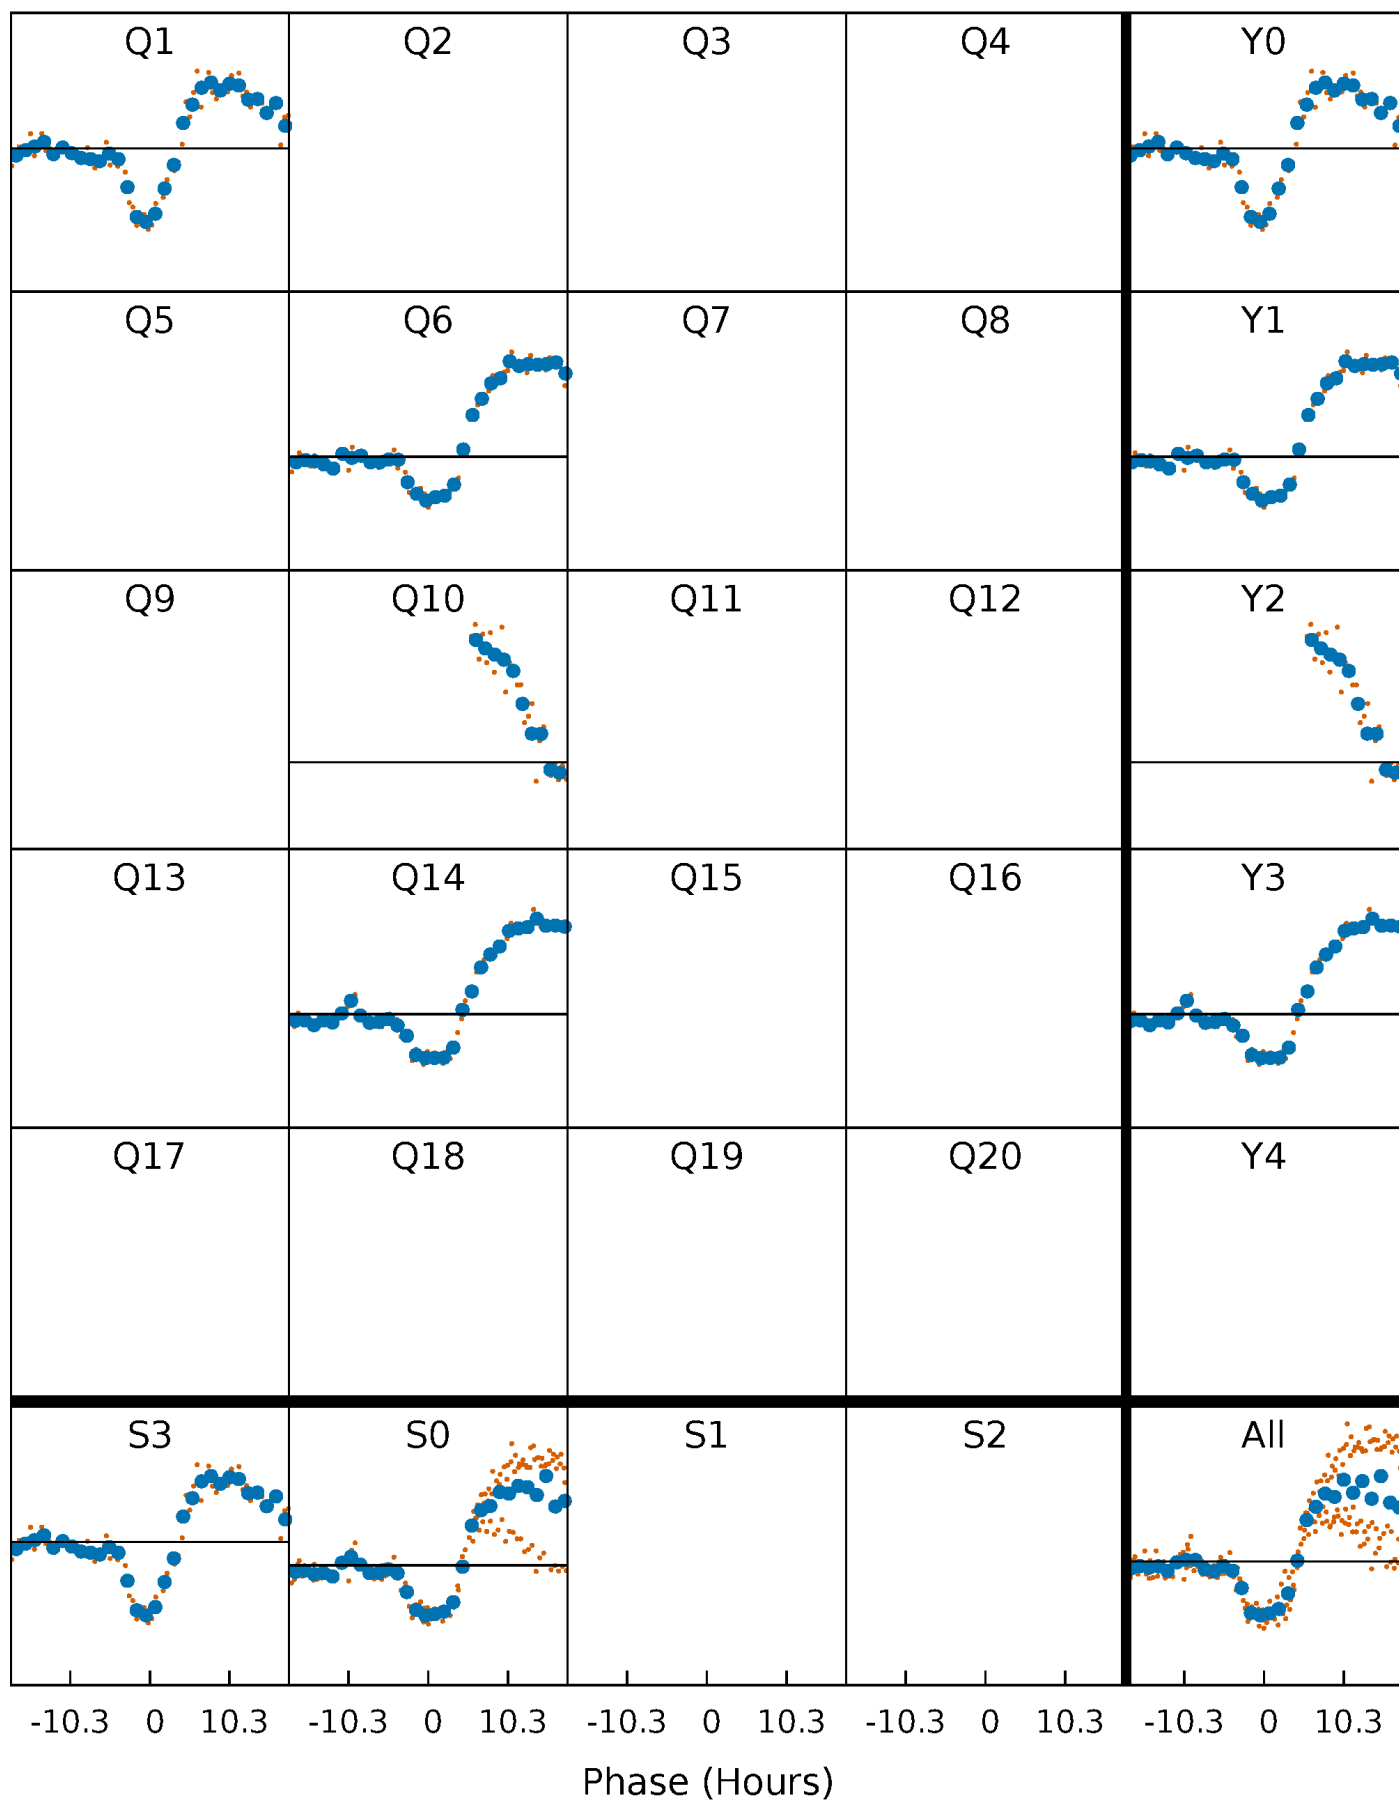 Q1 Q2 Q3 Q4 Y0
Q5 Q6 Q7 Q8 Y1
Q9 Q10 Q11 Q12 Y2
Q13 Q14 Q15 Q16 Y3
Q17 Q18 Q19 Q20 Y4
S3 S0 S1 S2 All
-10.3 0 10.3 -10.3 0 10.3 -10.3 0 10.3 -10.3 0 10.3 -10.3 0 10.3
Phase (Hours)